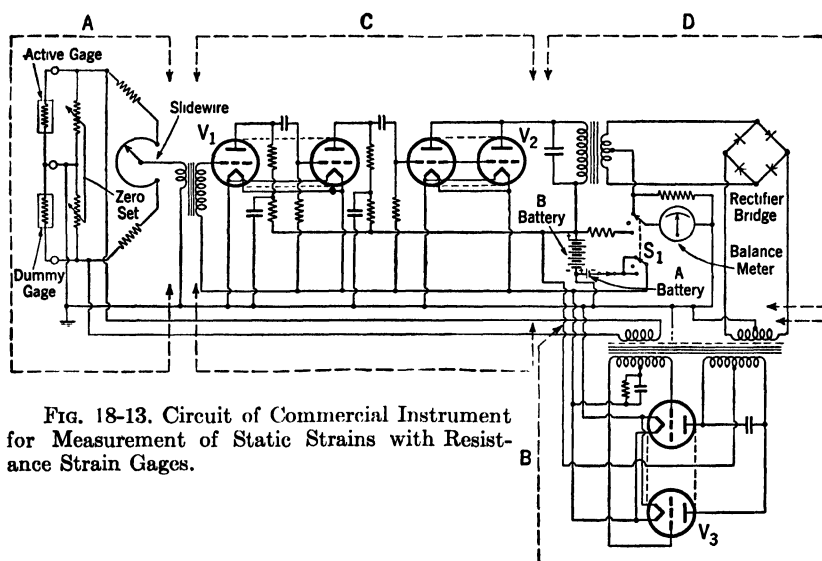 A
C
D
Active Gage
Slidewire
V1
V2
Zero
Set
Dummy
Gage
B
Battery
S1
A
Battery
Rectifier
Bridge
Balance
Meter
FIG. 18-13. Circuit of Commercial Instrument
for Measurement of Static Strains with Resist-
ance Strain Gages.
B
V3